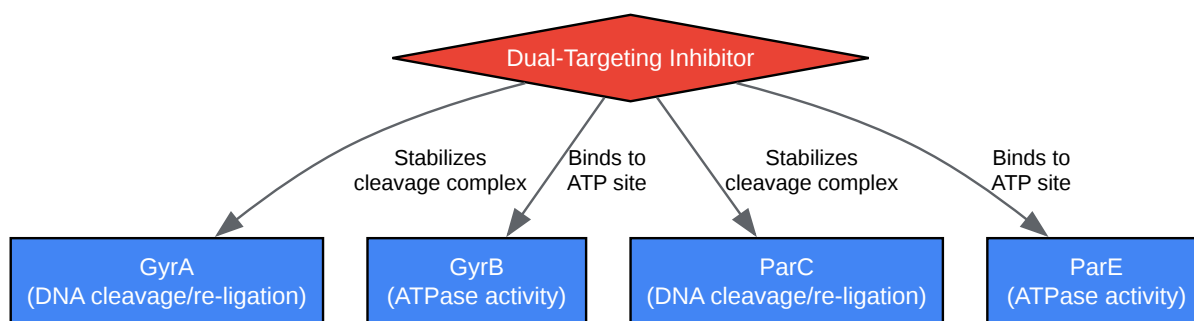 Dual-Targeting Inhibitor
Stabilizes
cleavage complex
Binds to
ATP site
Stabilizes
cleavage complex
Binds to
ATP site
GyrA
(DNA cleavage/re-ligation)
GyrB
(ATPase activity)
ParC
(DNA cleavage/re-ligation)
ParE
(ATPase activity)